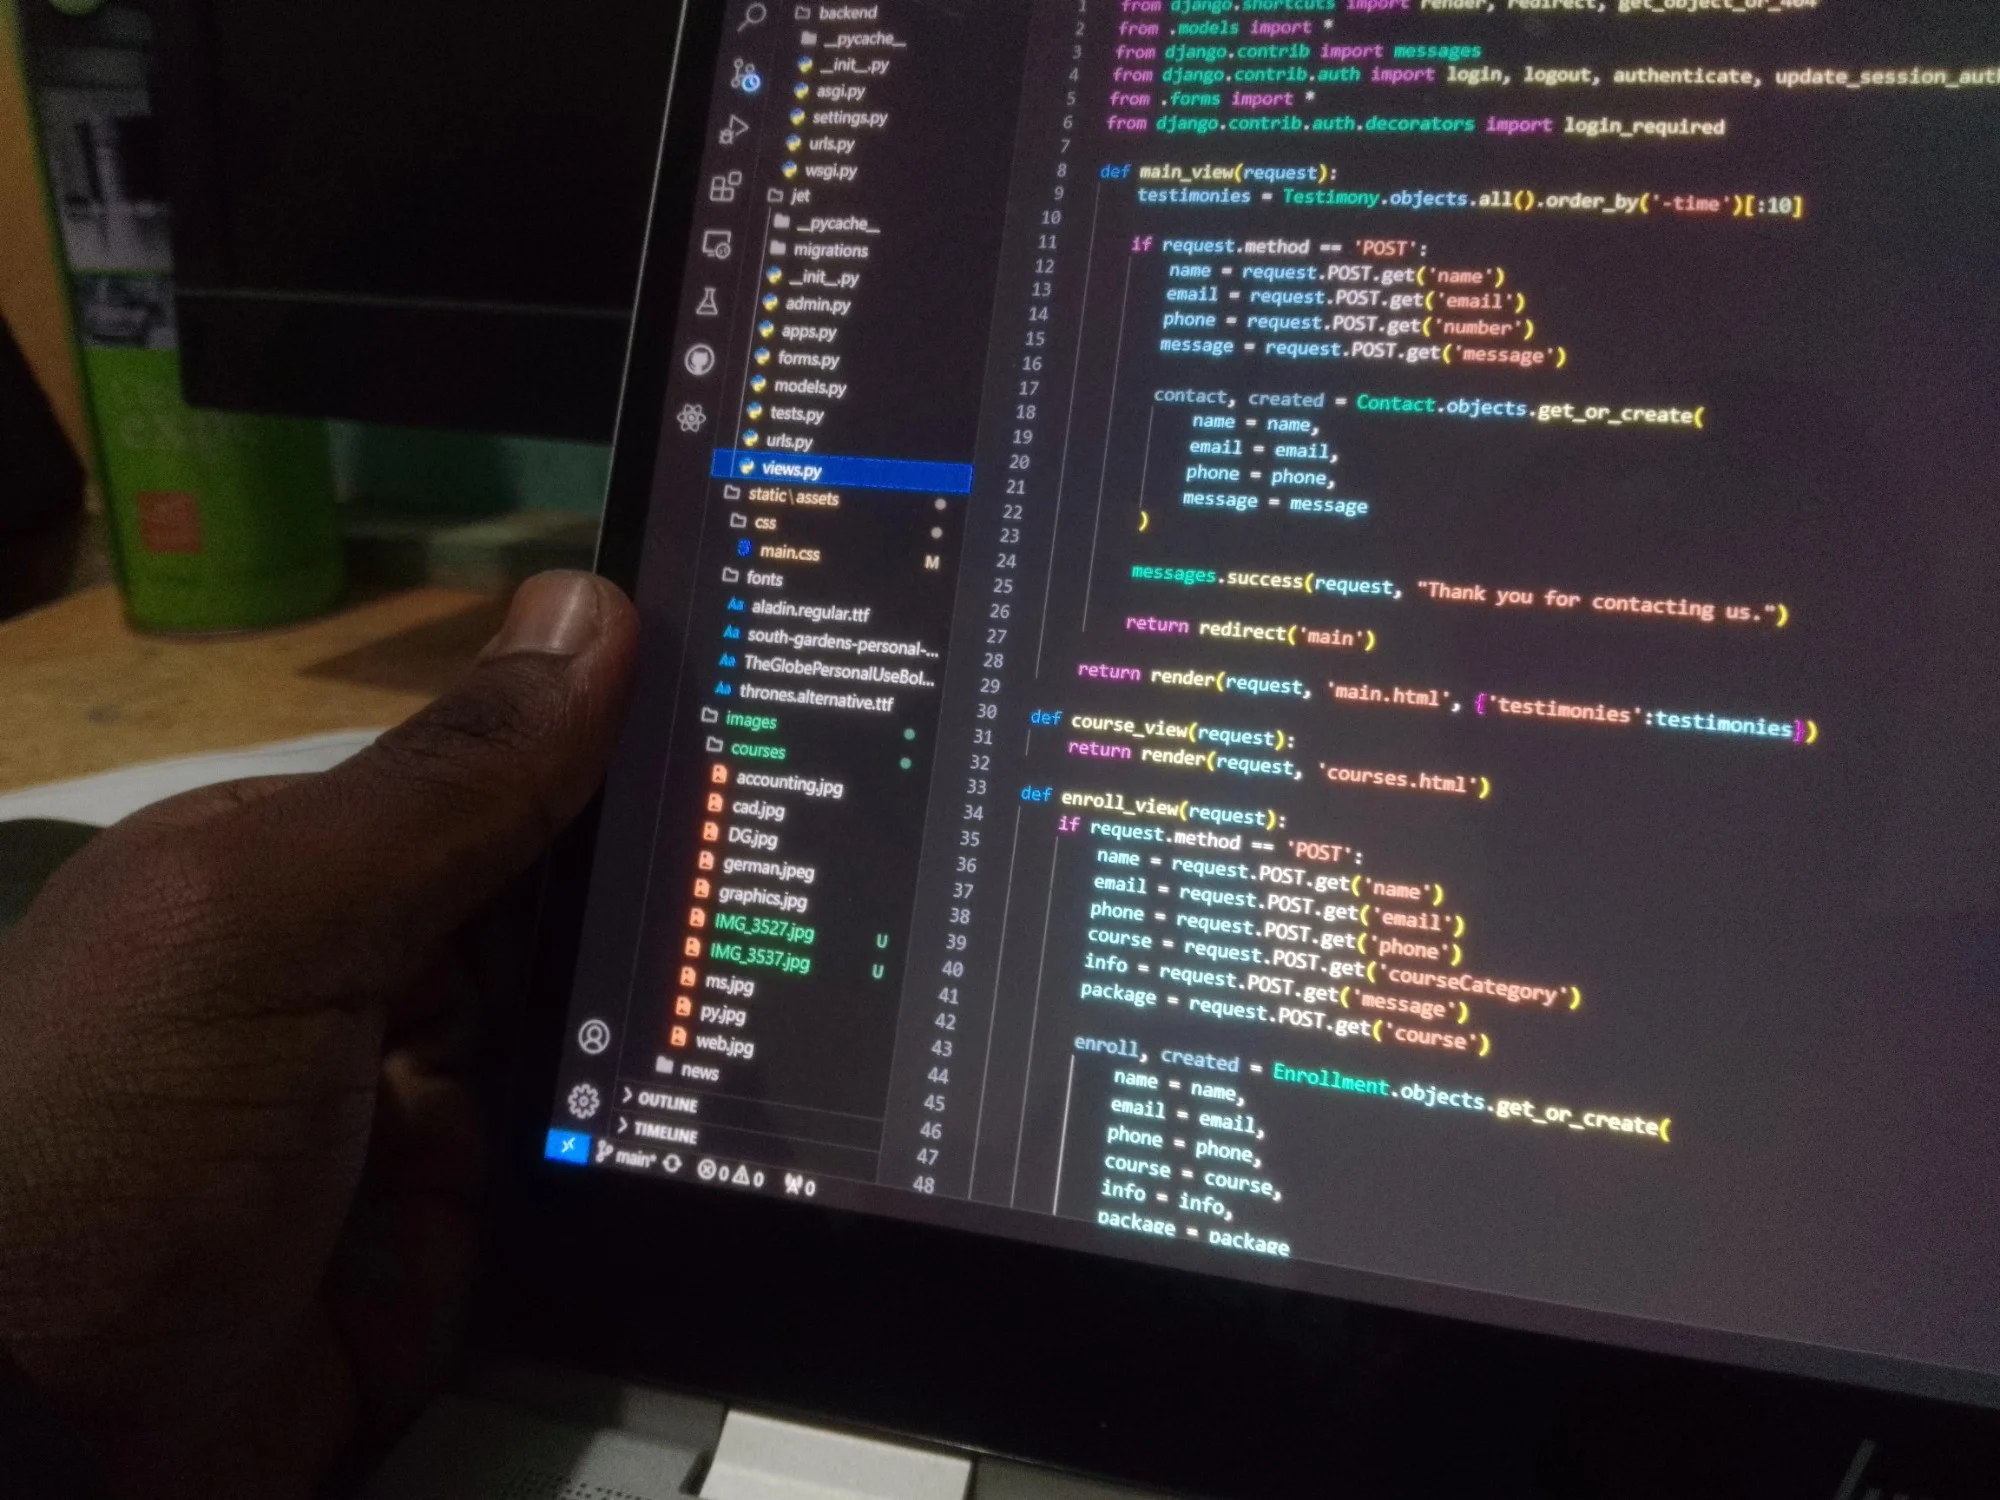 backend
__pycache__
__init__.py
asgi.py
settings.py
urls.py
wsgi.py
jet
__pycache__
migrations
__init__.py
admin.py
apps.py
forms.py
models.py
tests.py
urls.py
views.py
static\assets
css
main.css M
fonts
Aa aladin.regular.ttf
Aa south-gardens-personal-...
Aa TheGlobePersonalUseBol...
Aa thrones.alternative.ttf
images
courses
accounting.jpg
cad.jpg
DG.jpg
german.jpeg
graphics.jpg
IMG_3527.jpg U
IMG_3537.jpg U
ms.jpg
py.jpg
web.jpg
news
OUTLINE
TIMELINE
main* 0 0 0
1 from django.shortcuts import render, redirect, get_object_or_404
2 from .models import *
3 from django.contrib import messages
4 from django.contrib.auth import login, logout, authenticate, update_session_aut
5 from .forms import *
6 from django.contrib.auth.decorators import login_required
7
8 def main_view(request):
9 testimonies = Testimony.objects.all().order_by('-time')[:10]
10
11 if request.method == 'POST':
12 name = request.POST.get('name')
13 email = request.POST.get('email')
14 phone = request.POST.get('number')
15 message = request.POST.get('message')
16
17 contact, created = Contact.objects.get_or_create(
18 name = name,
19 email = email,
20 phone = phone,
21 message = message
22 )
23
24 messages.success(request, "Thank you for contacting us.")
25
26 return redirect('main')
27
28 return render(request, 'main.html', {'testimonies':testimonies})
29
30 def course_view(request):
31 return render(request, 'courses.html')
32
33 def enroll_view(request):
34 if request.method == 'POST':
35 name = request.POST.get('name')
36 email = request.POST.get('email')
37 phone = request.POST.get('phone')
38 course = request.POST.get('courseCategory')
39 info = request.POST.get('message')
40 package = request.POST.get('course')
41
42 enroll, created = Enrollment.objects.get_or_create(
43 name = name,
44 email = email,
45 phone = phone,
46 course = course,
47 info = info,
48 package = package